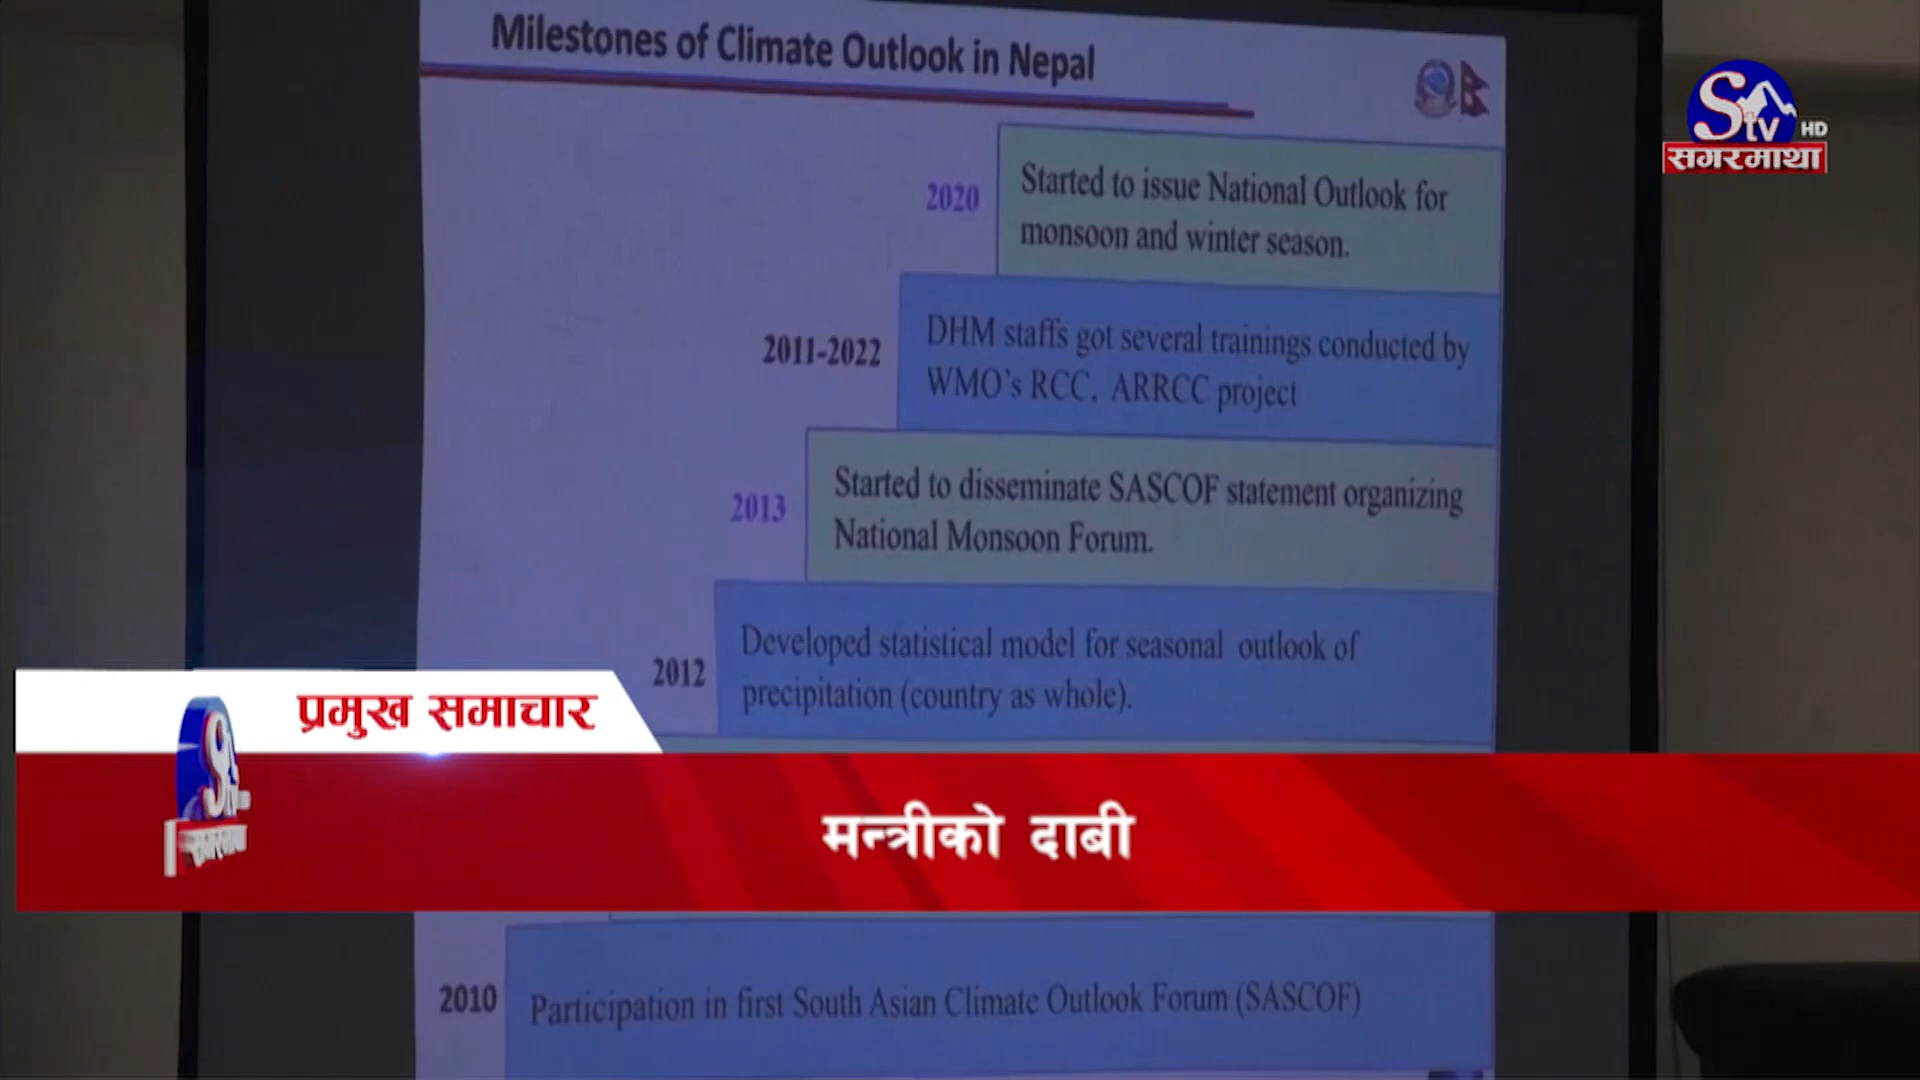 Milestones of Climate Outlook in Nepal
STV HD
सगरमाथा
2020
Started to issue National Outlook for
monsoon and winter season.
2011-2022
DHM staffs got several trainings conducted by
WMO's RCC, ARRCC project
2013
Started to disseminate SASCOF statement organizing
National Monsoon Forum.
2012
Developed statistical model for seasonal outlook of
precipitation (country as whole).
प्रमुख समाचार
सगरमाथा
मन्त्रीको दाबी
2010
Participation in first South Asian Climate Outlook Forum (SASCOF)